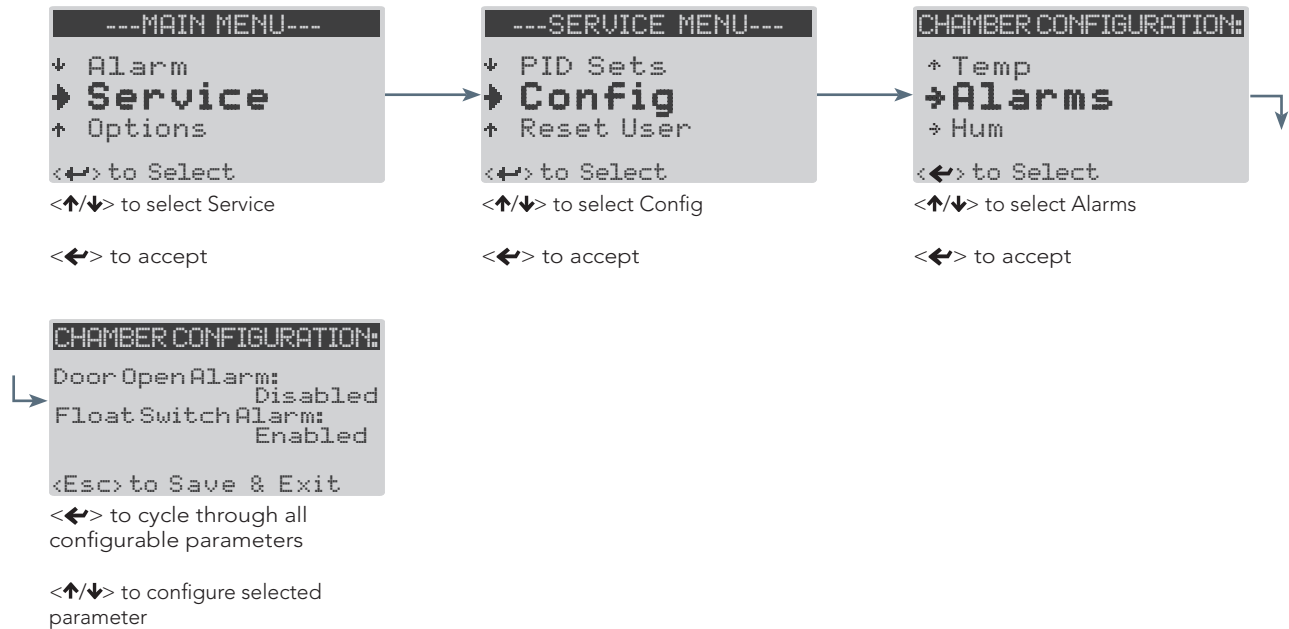 ---MAIN MENU---
↓ Alarm
→ Service
↑ Options
<↵> to Select
<↑/↓> to select Service
<↵> to accept
---SERVICE MENU---
↓ PID Sets
→ Config
↑ Reset User
<↵> to Select
<↑/↓> to select Config
<↵> to accept
CHAMBER CONFIGURATION:
↑ Temp
→Alarms
→ Hum
<↵> to Select
<↑/↓> to select Alarms
<↵> to accept
CHAMBER CONFIGURATION:
Door Open Alarm:
Disabled
Float Switch Alarm:
Enabled
<Esc> to Save & Exit
<↵> to cycle through all
configurable parameters
<↑/↓> to configure selected
parameter